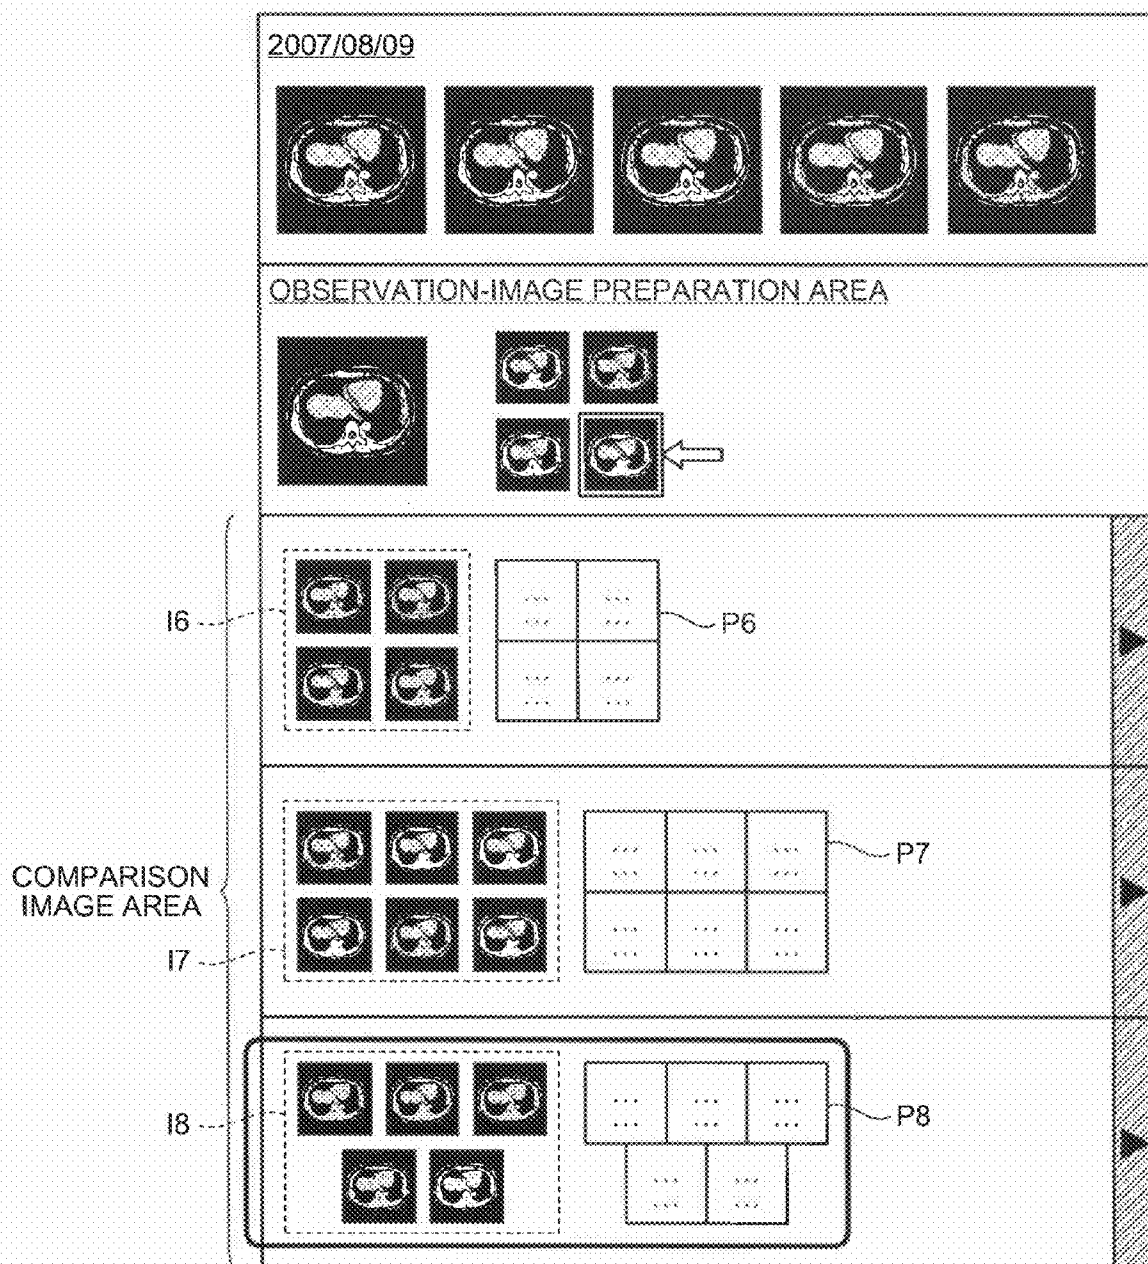 2007/08/09
OBSERVATION-IMAGE PREPARATION AREA
I6
P6
COMPARISON
IMAGE AREA
P7
I7
I8
P8